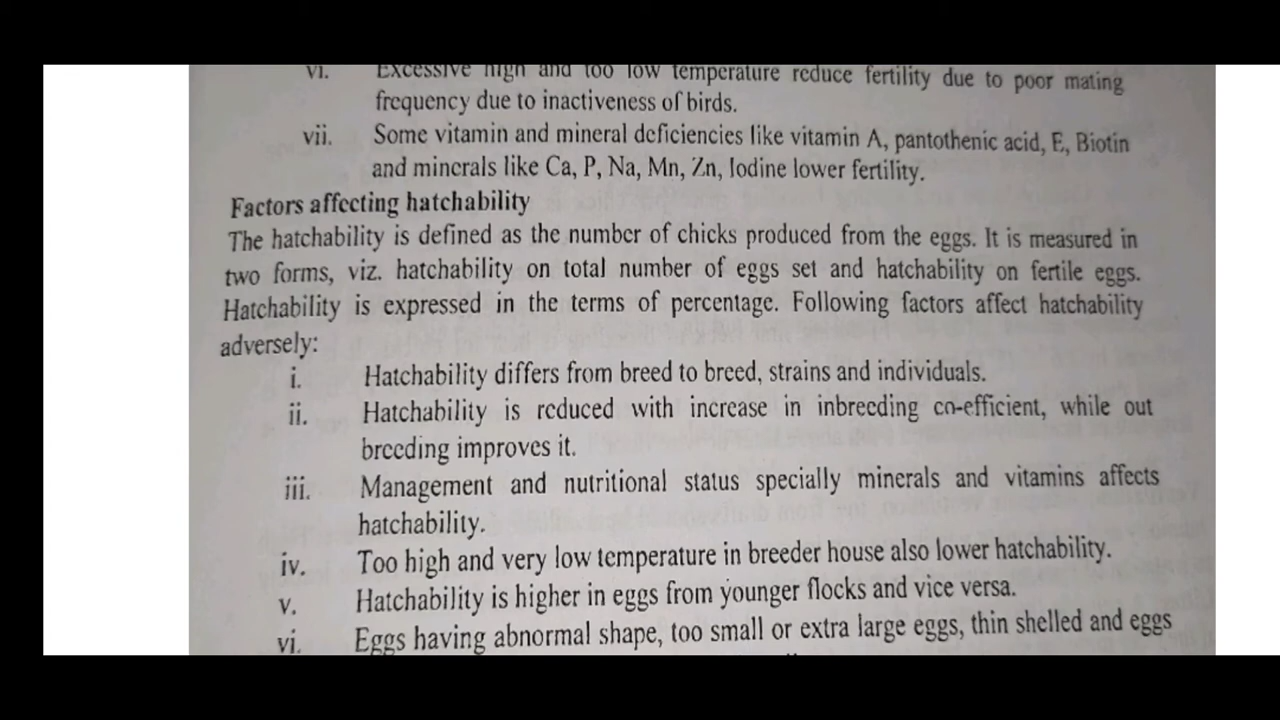 vi. Excessive high and too low temperature reduce fertility due to poor mating
frequency due to inactiveness of birds.
vii. Some vitamin and mineral deficiencies like vitamin A, pantothenic acid, E, Biotin
and minerals like Ca, P, Na, Mn, Zn, Iodine lower fertility.
Factors affecting hatchability
The hatchability is defined as the number of chicks produced from the eggs. It is measured in
two forms, viz. hatchability on total number of eggs set and hatchability on fertile eggs.
Hatchability is expressed in the terms of percentage. Following factors affect hatchability
adversely:
i. Hatchability differs from breed to breed, strains and individuals.
ii. Hatchability is reduced with increase in inbreeding co-efficient, while out
breeding improves it.
iii. Management and nutritional status specially minerals and vitamins affects
hatchability.
iv. Too high and very low temperature in breeder house also lower hatchability.
v. Hatchability is higher in eggs from younger flocks and vice versa.
vi. Eggs having abnormal shape, too small or extra large eggs, thin shelled and eggs